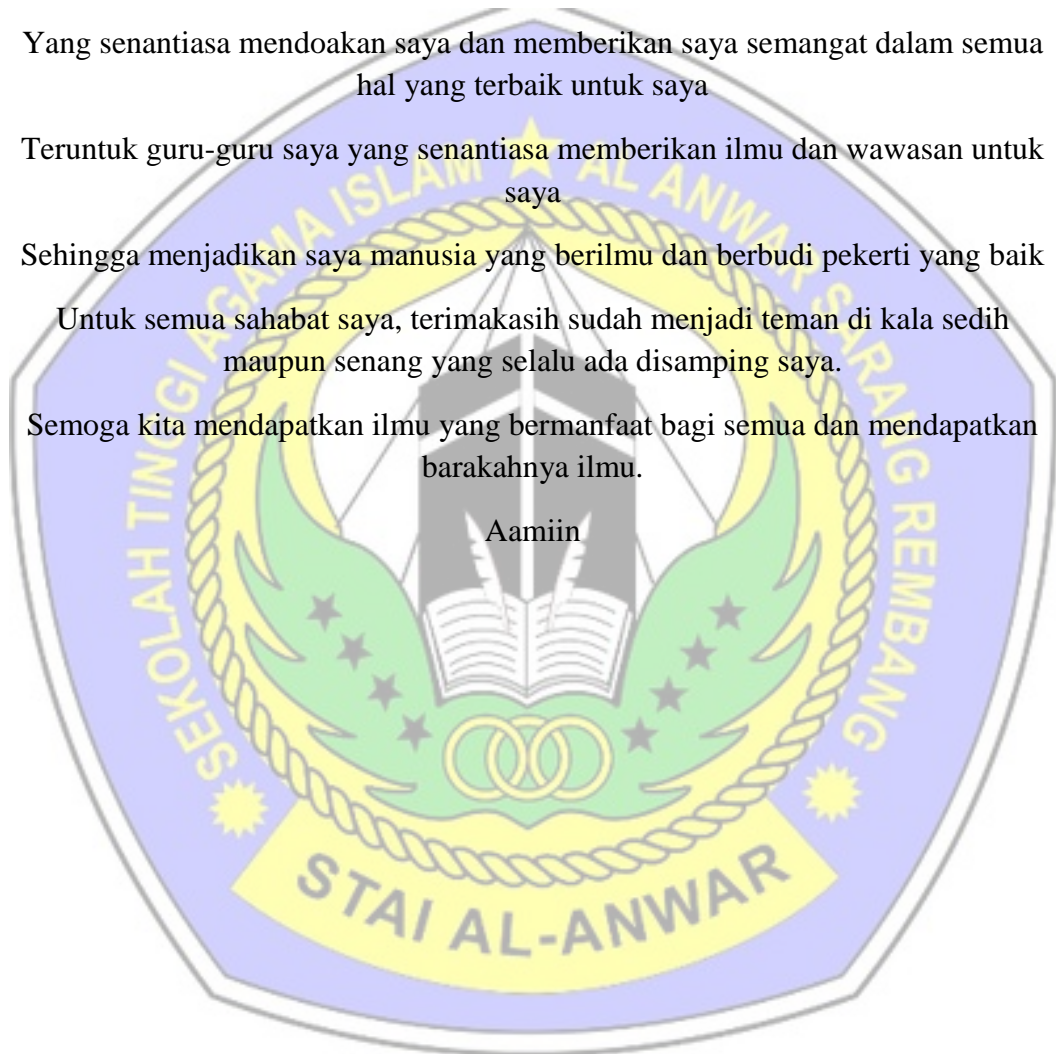 Yang senantiasa mendoakan saya dan memberikan saya semangat dalam semua
hal yang terbaik untuk saya
Teruntuk guru-guru saya yang senantiasa memberikan ilmu dan wawasan untuk
saya
Sehingga menjadikan saya manusia yang berilmu dan berbudi pekerti yang baik
Untuk semua sahabat saya, terimakasih sudah menjadi teman di kala sedih
maupun senang yang selalu ada disamping saya.
Semoga kita mendapatkan ilmu yang bermanfaat bagi semua dan mendapatkan
barakahnya ilmu.
Aamiin
SEKOLAH TINGGI AGAMA ISLAM AL ANWAR SARANG REMBANG
STAI AL-ANWAR